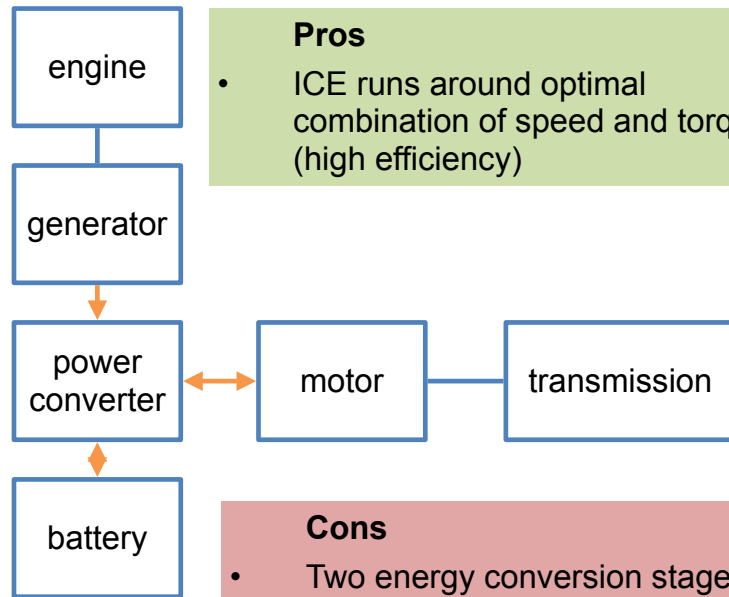 engine
Pros
• ICE runs around optimal
combination of speed and torq
(high efficiency)
generator
power
converter
motor
transmission
battery
Cons
• Two energy conversion stage